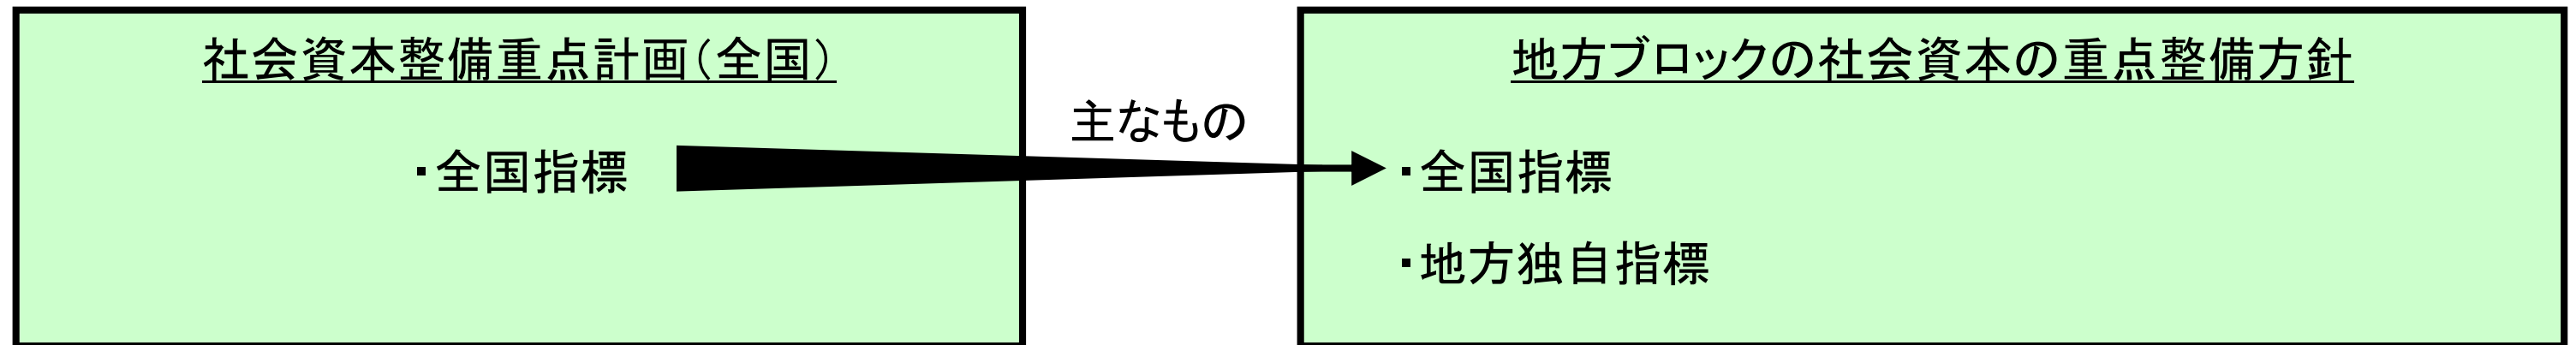 社会資本整備重点計画(全国)
・全国指標
主なもの
地方ブロックの社会資本の重点整備方針
・全国指標
・地方独自指標